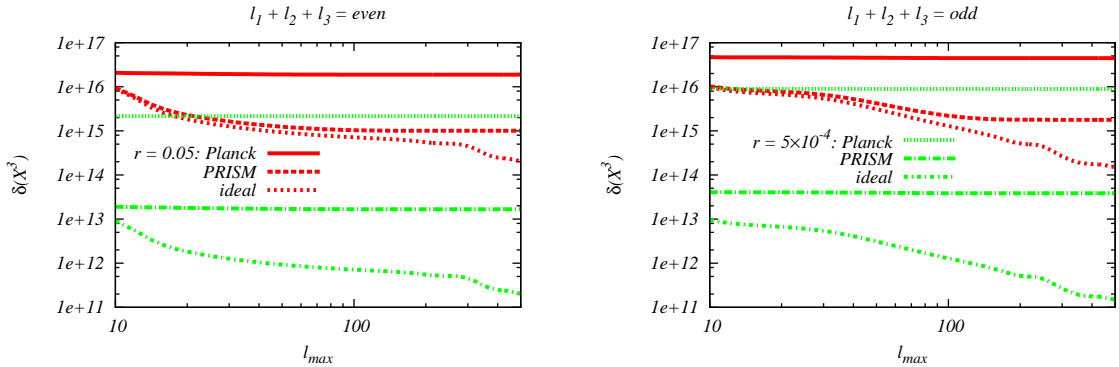 l1 + l2 + l3 = even
1e+17
1e+16
1e+15
1e+14
1e+13
1e+12
1e+11
δ(X³)
r = 0.05: Planck
PRISM
ideal
10
100
lmax
l1 + l2 + l3 = odd
1e+17
1e+16
1e+15
1e+14
1e+13
1e+12
1e+11
δ(X³)
r = 5×10⁻⁴: Planck
PRISM
ideal
10
100
lmax